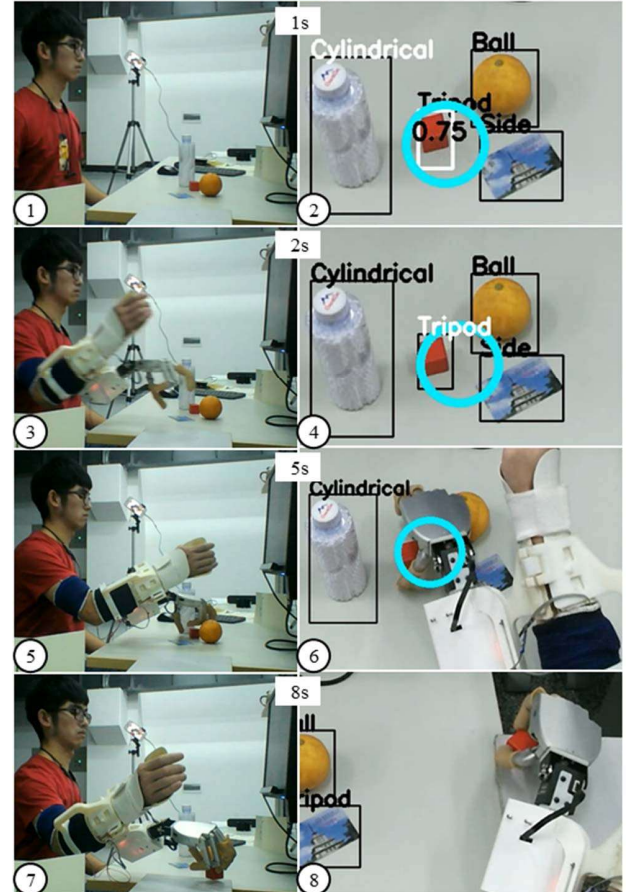 1s
Cylindrical
Ball
Tripod
0.75
Side
1
2
2s
Cylindrical
Ball
Tripod
Side
3
4
5s
Cylindrical
5
6
8s
all
ripod
7
8